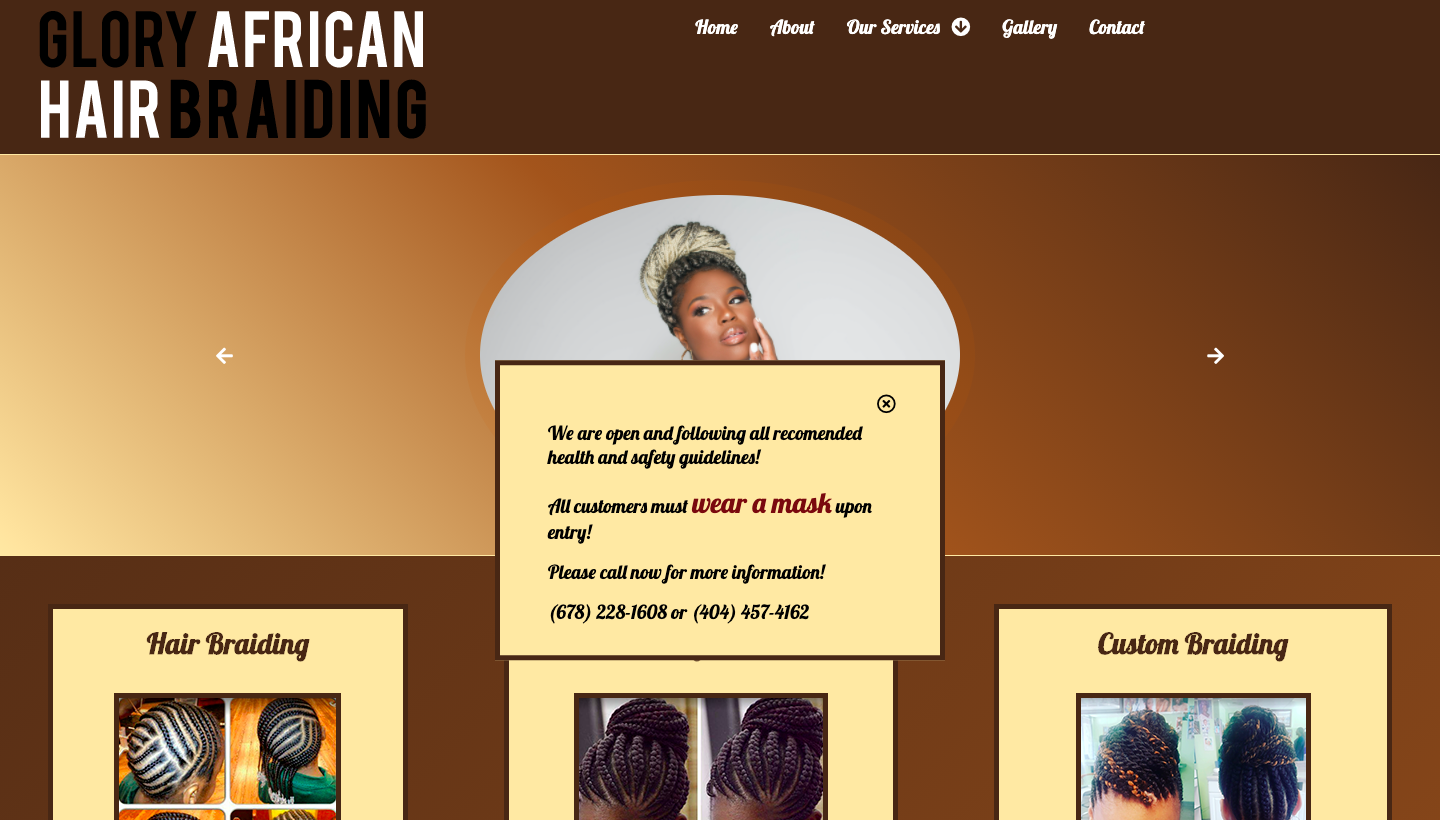 GLORY AFRICAN
HAIR BRAIDING
Home About Our Services Gallery Contact
We are open and following all recomended
health and safety guidelines!
All customers must wear a mask upon
entry!
Please call now for more information!
(678) 228-1608 or (404) 457-4162
Hair Braiding
Custom Braiding